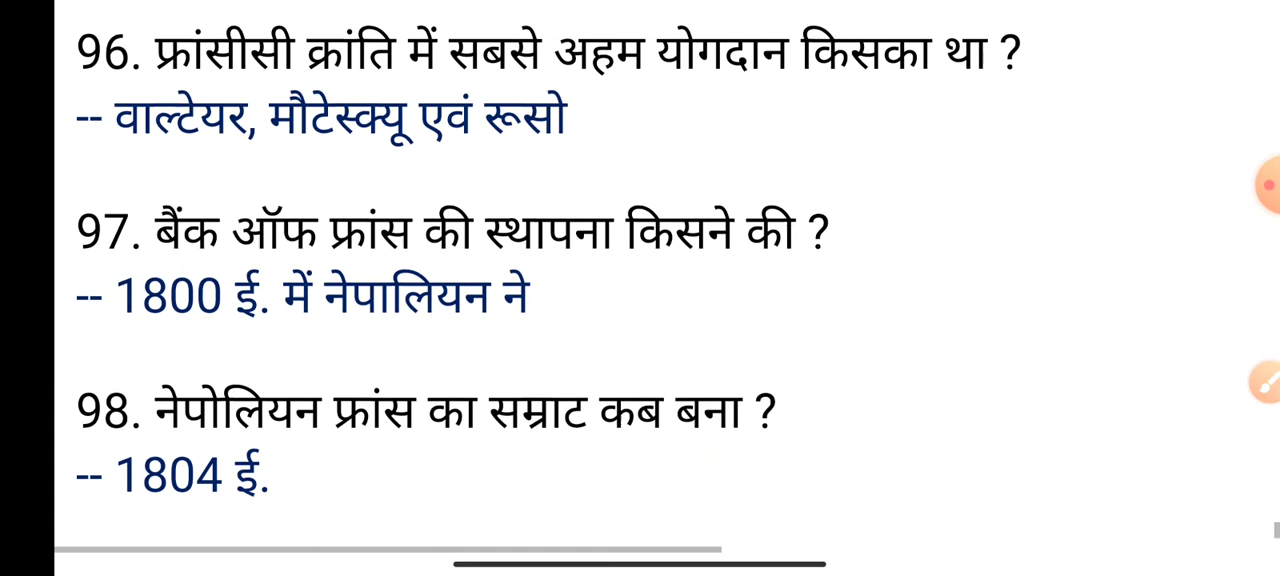 96. फ्रांसीसी क्रांति में सबसे अहम योगदान किसका था ?
-- वाल्टेयर, मौटेस्क्यू एवं रूसो
97. बैंक ऑफ फ्रांस की स्थापना किसने की ?
-- 1800 ई. में नेपालियन ने
98. नेपोलियन फ्रांस का सम्राट कब बना ?
-- 1804 ई.